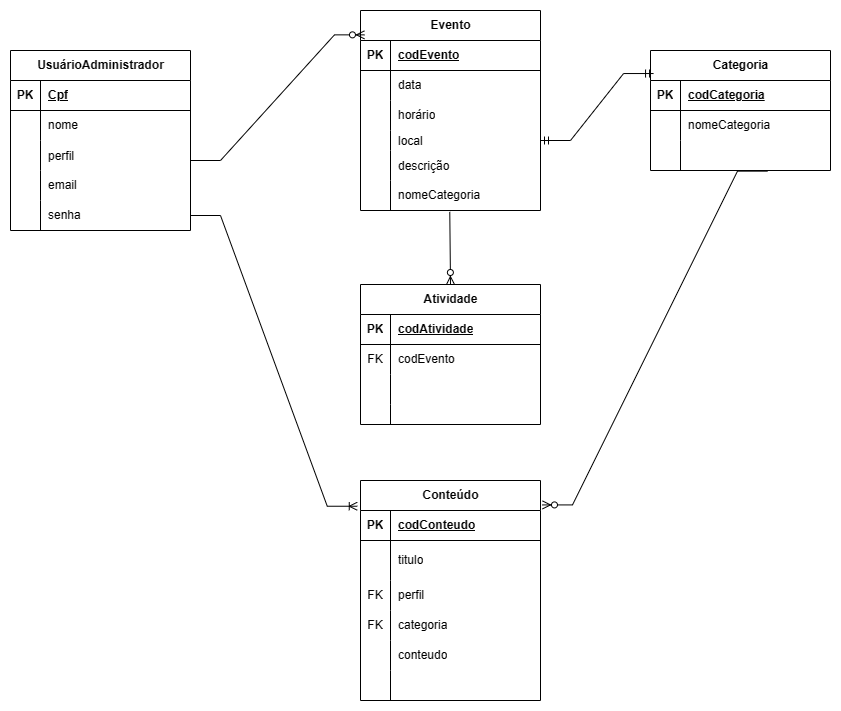 UsuárioAdministrador
PK Cpf
nome
perfil
email
senha
Evento
PK codEvento
data
horário
local
descrição
nomeCategoria
Categoria
PK codCategoria
nomeCategoria
Atividade
PK codAtividade
FK codEvento
Conteúdo
PK codConteudo
titulo
FK perfil
FK categoria
conteudo